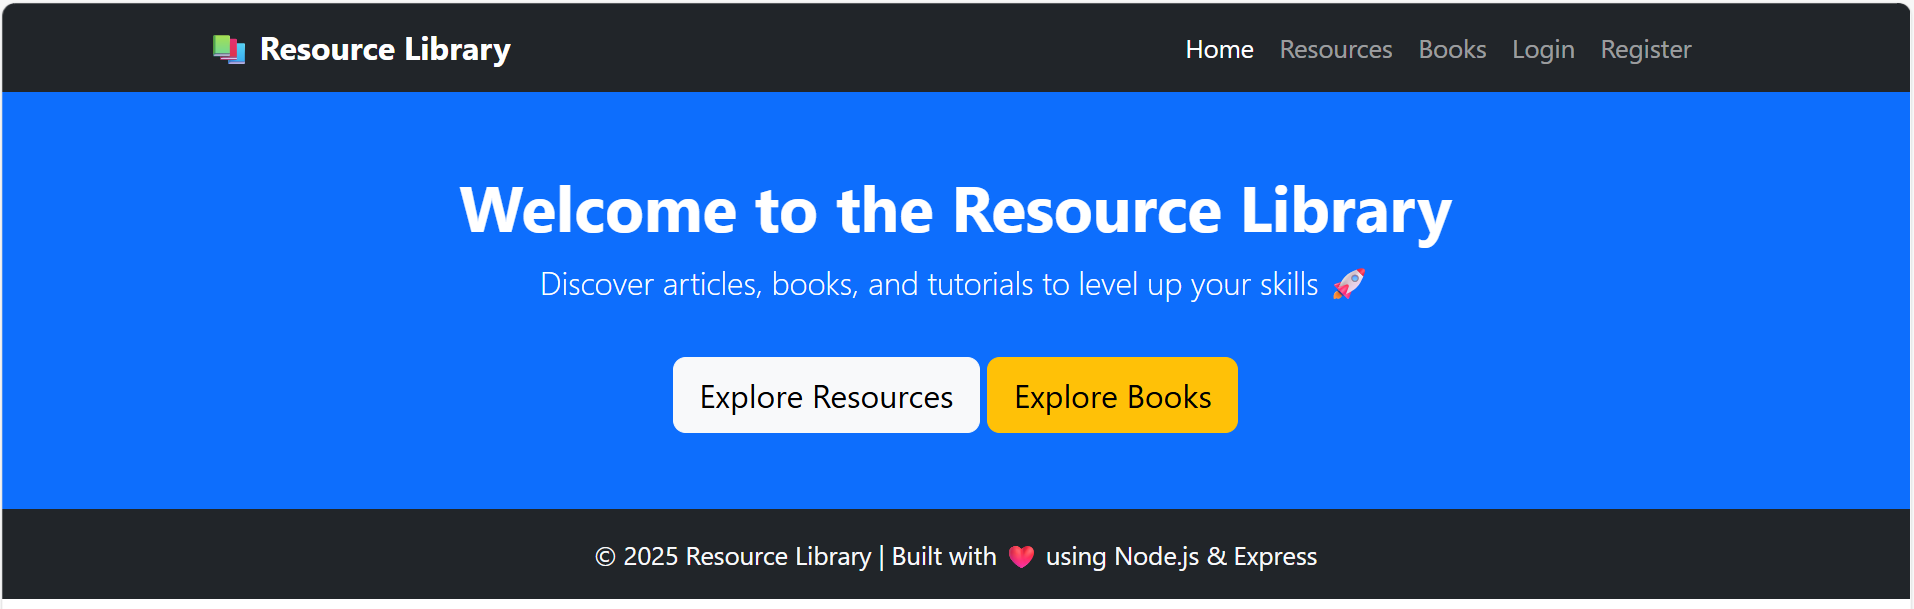 📚 Resource Library
Home Resources Books Login Register
Welcome to the Resource Library
Discover articles, books, and tutorials to level up your skills 🚀
Explore Resources Explore Books
© 2025 Resource Library | Built with ❤️ using Node.js & Express